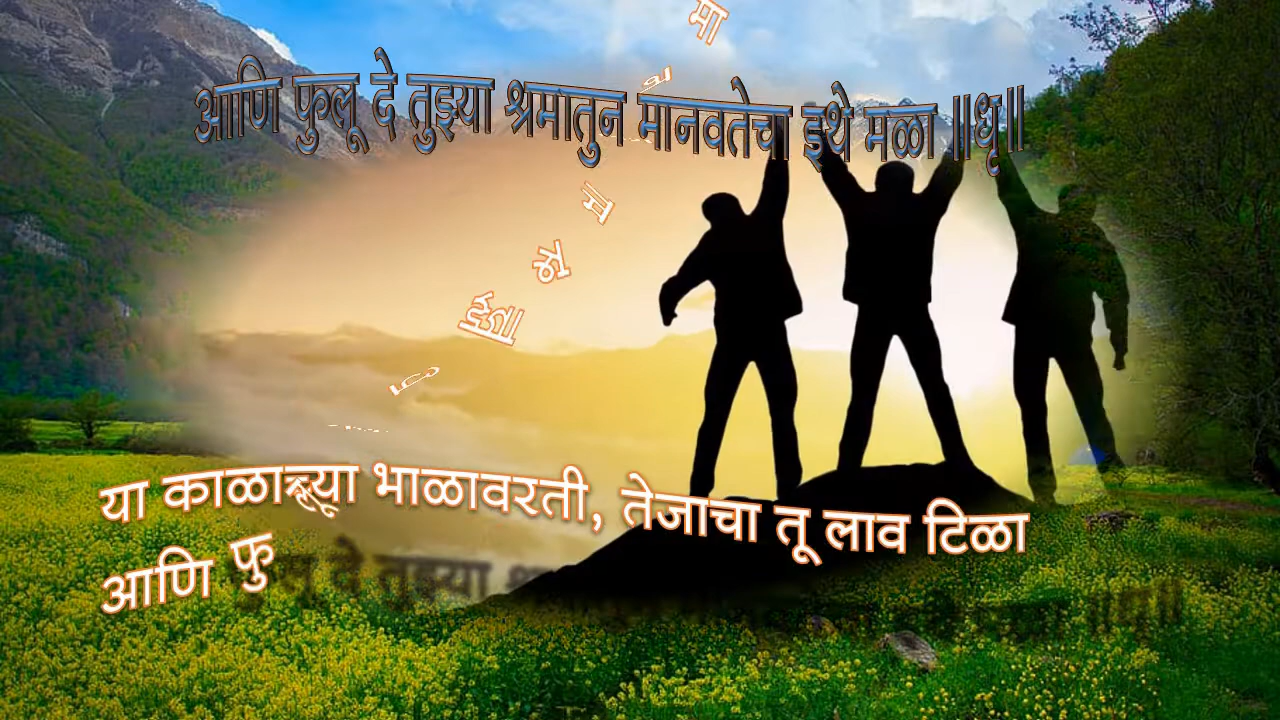 आणि फुलू दे तुझ्या श्रमातुन मानवतेचा इथे मळा ॥धृ॥
या काळाच्या भाळावरती, तेजाचा तू लाव टिळा
आणि फु